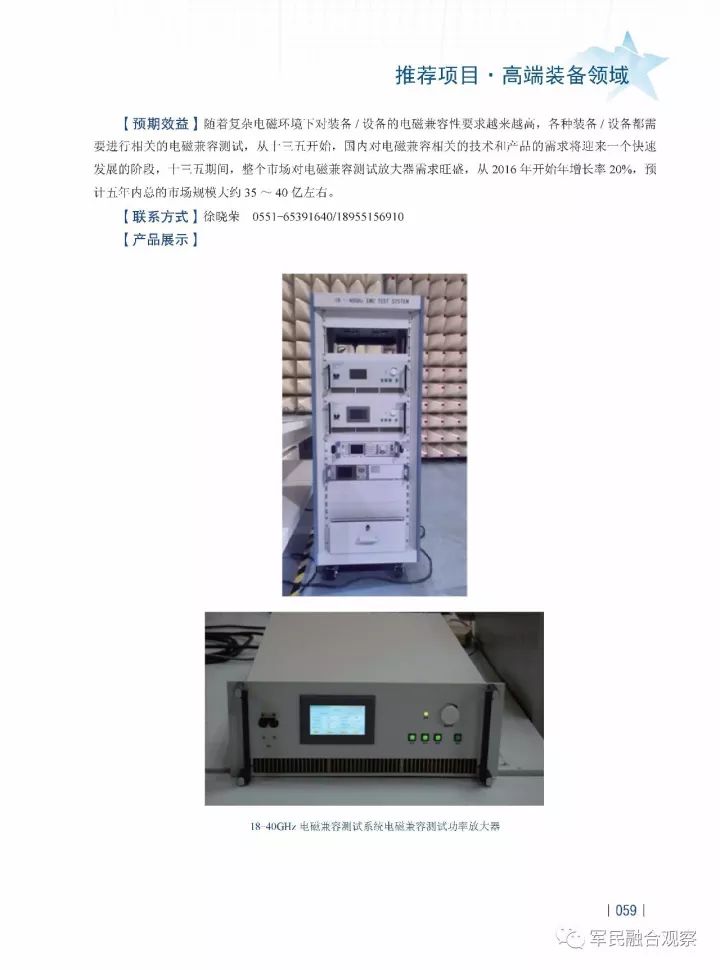 推荐项目·高端装备领域
【预期效益】随着复杂电磁环境下对装备/设备的电磁兼容性要求越来越高，各种装备/设备都需
要进行相关的电磁兼容测试，从十三五开始，国内对电磁兼容相关的技术和产品的需求将迎来一个快速
发展的阶段，十三五期间，整个市场对电磁兼容测试放大器需求旺盛，从 2016 年开始年增长率 20%，预
计五年内总的市场规模大约 35 ～ 40 亿左右。
【联系方式】徐晓荣 0551-65391640/18955156910
【产品展示】
18--40GHz EMC TEST SYSTEM
18-40GHz 电磁兼容测试系统电磁兼容测试功率放大器
| 059 |
军民融合观察